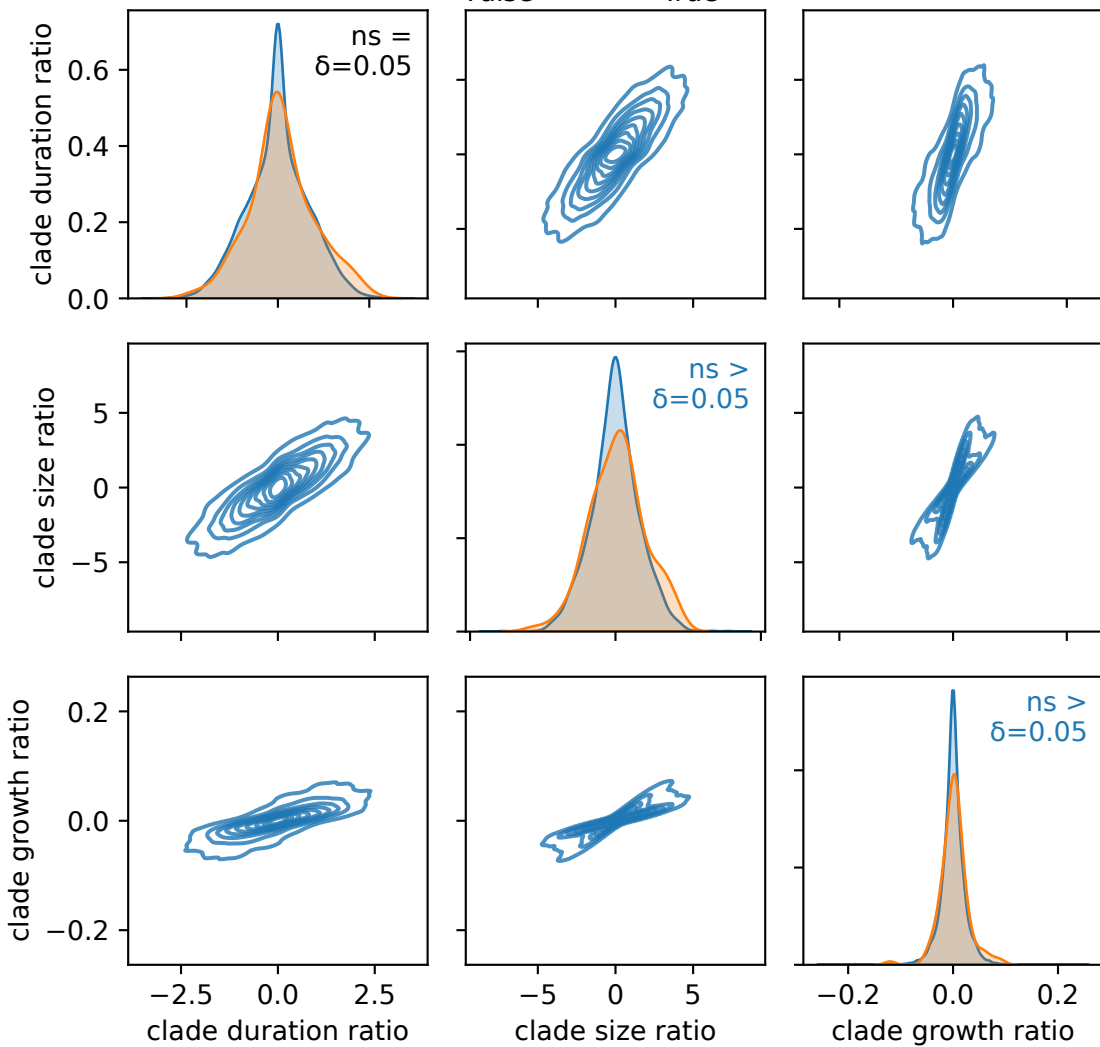 clade duration ratio
0.6
0.4
0.2
0.0
ns =
δ=0.05
clade size ratio
5
0
−5
ns >
δ=0.05
clade growth ratio
0.2
0.0
−0.2
ns >
δ=0.05
−2.5 0.0 2.5
−5 0 5
−0.2 0.0 0.2
clade duration ratio
clade size ratio
clade growth ratio